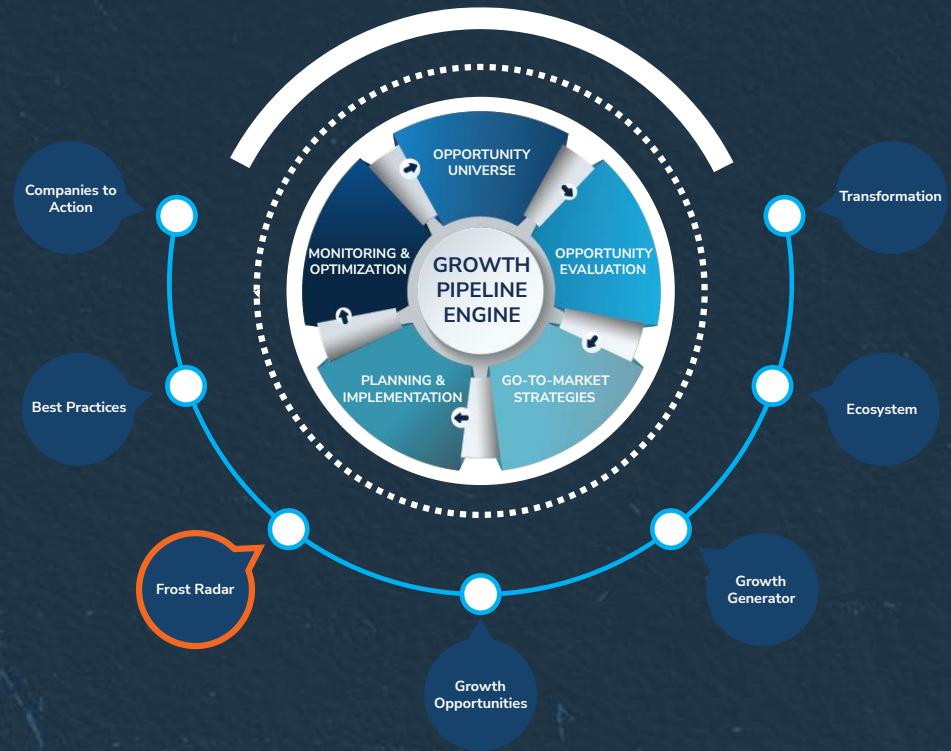 OPPORTUNITY
UNIVERSE
OPPORTUNITY
EVALUATION
GO-TO-MARKET
STRATEGIES
PLANNING &
IMPLEMENTATION
MONITORING &
OPTIMIZATION
GROWTH
PIPELINE
ENGINE
Companies to
Action
Best Practices
Frost Radar
Growth
Opportunities
Growth
Generator
Ecosystem
Transformation